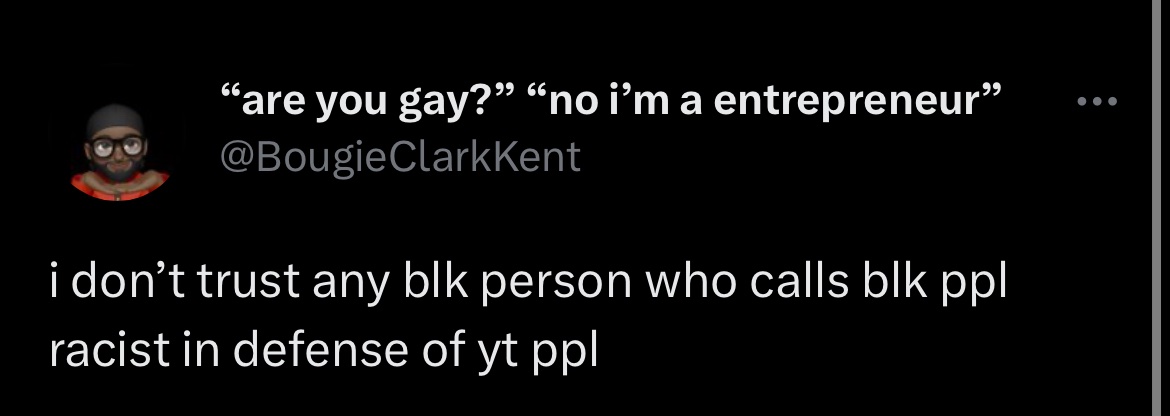 “are you gay?” “no i’m a entrepreneur”
@BougieClarkKent
i don’t trust any blk person who calls blk ppl
racist in defense of yt ppl